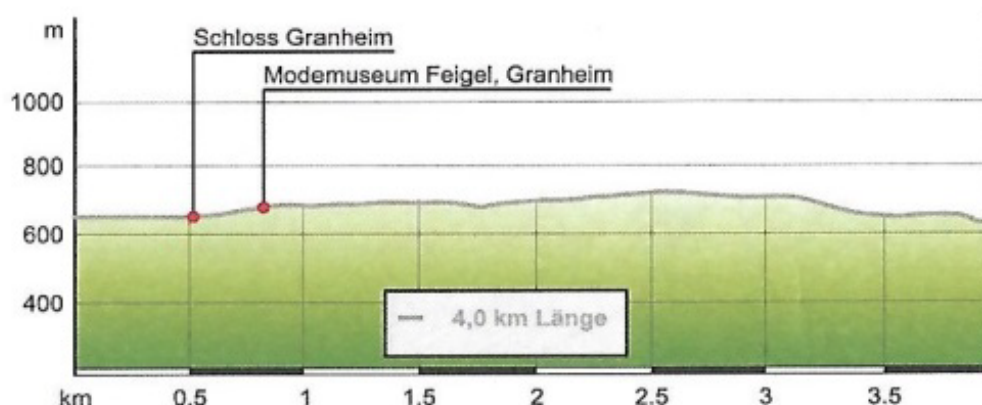 m
Schloss Granheim
Modemuseum Feigel, Granheim
1000
800
600
400
4,0 km Länge
km 0.5 1 1.5 2 2.5 3 3.5